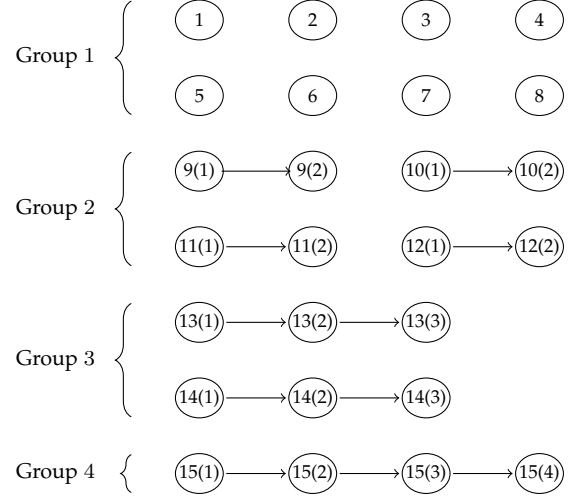 1 2 3 4
Group 1
5 6 7 8
9(1) 9(2) 10(1) 10(2)
Group 2
11(1) 11(2) 12(1) 12(2)
13(1) 13(2) 13(3)
Group 3
14(1) 14(2) 14(3)
Group 4 15(1) 15(2) 15(3) 15(4)